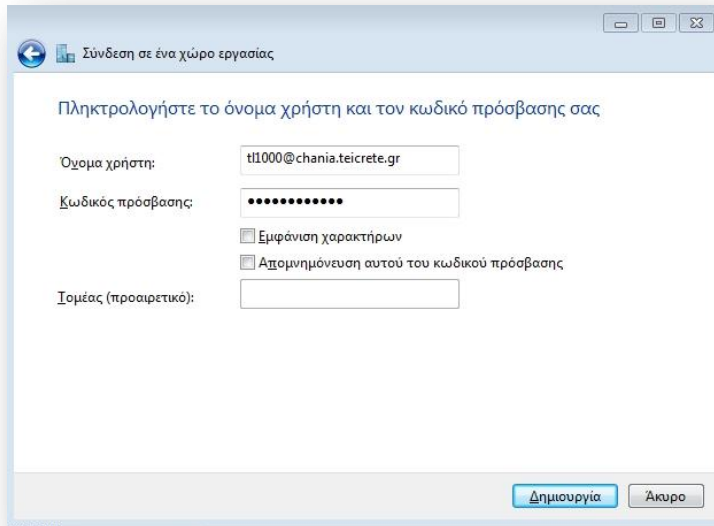 Σύνδεση σε ένα χώρο εργασίας
Πληκτρολογήστε το όνομα χρήστη και τον κωδικό πρόσβασης σας
Όνομα χρήστη: tl1000@chania.teicrete.gr
Κωδικός πρόσβασης: ●●●●●●●●●●●●
Εμφάνιση χαρακτήρων
Απομνημόνευση αυτού του κωδικού πρόσβασης
Τομέας (προαιρετικό):
Δημιουργία Άκυρο